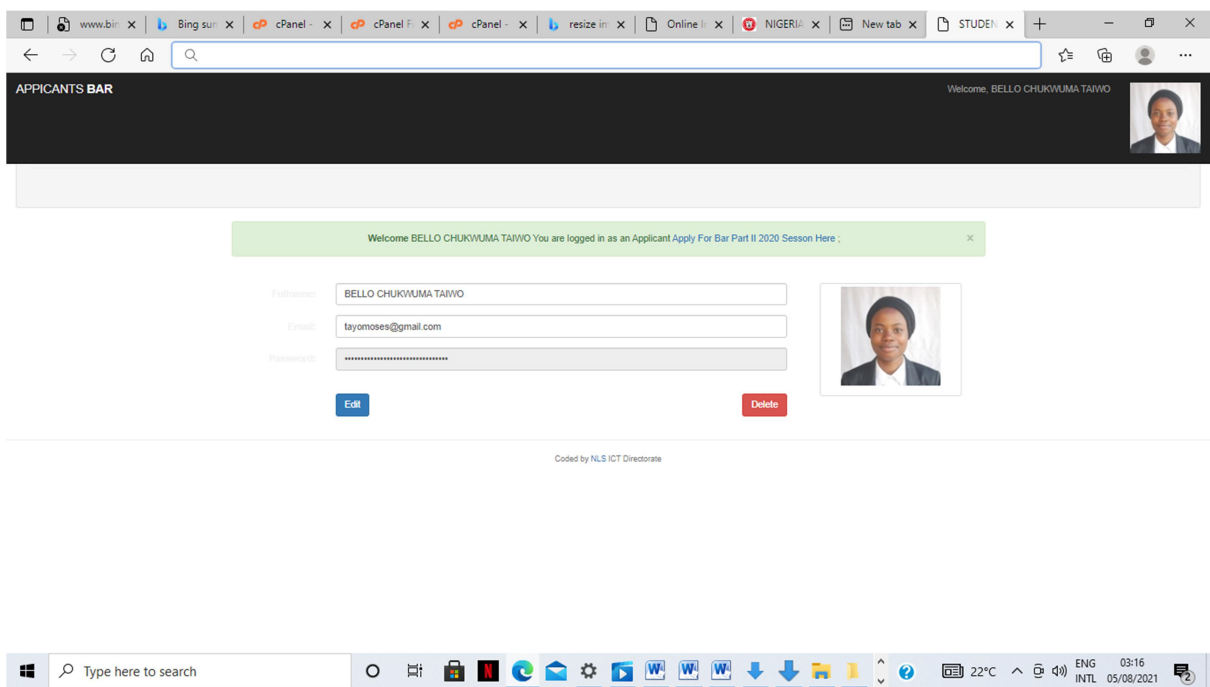 www.bin
Bing sun
cPanel -
cPanel F
cPanel -
resize im
Online I
NIGERIA
New tab
STUDEN
APPICANTS BAR
Welcome, BELLO CHUKWUMA TAIWO
Welcome BELLO CHUKWUMA TAIWO You are logged in as an Applicant Apply For Bar Part II 2020 Sesson Here ;
Fullname: BELLO CHUKWUMA TAIWO
Email: tayomoses@gmail.com
Password: ••••••••••••••••••••••••••••••••
Edit
Delete
Coded by NLS ICT Directorate
Type here to search
22°C
ENG
INTL
03:16
05/08/2021
2